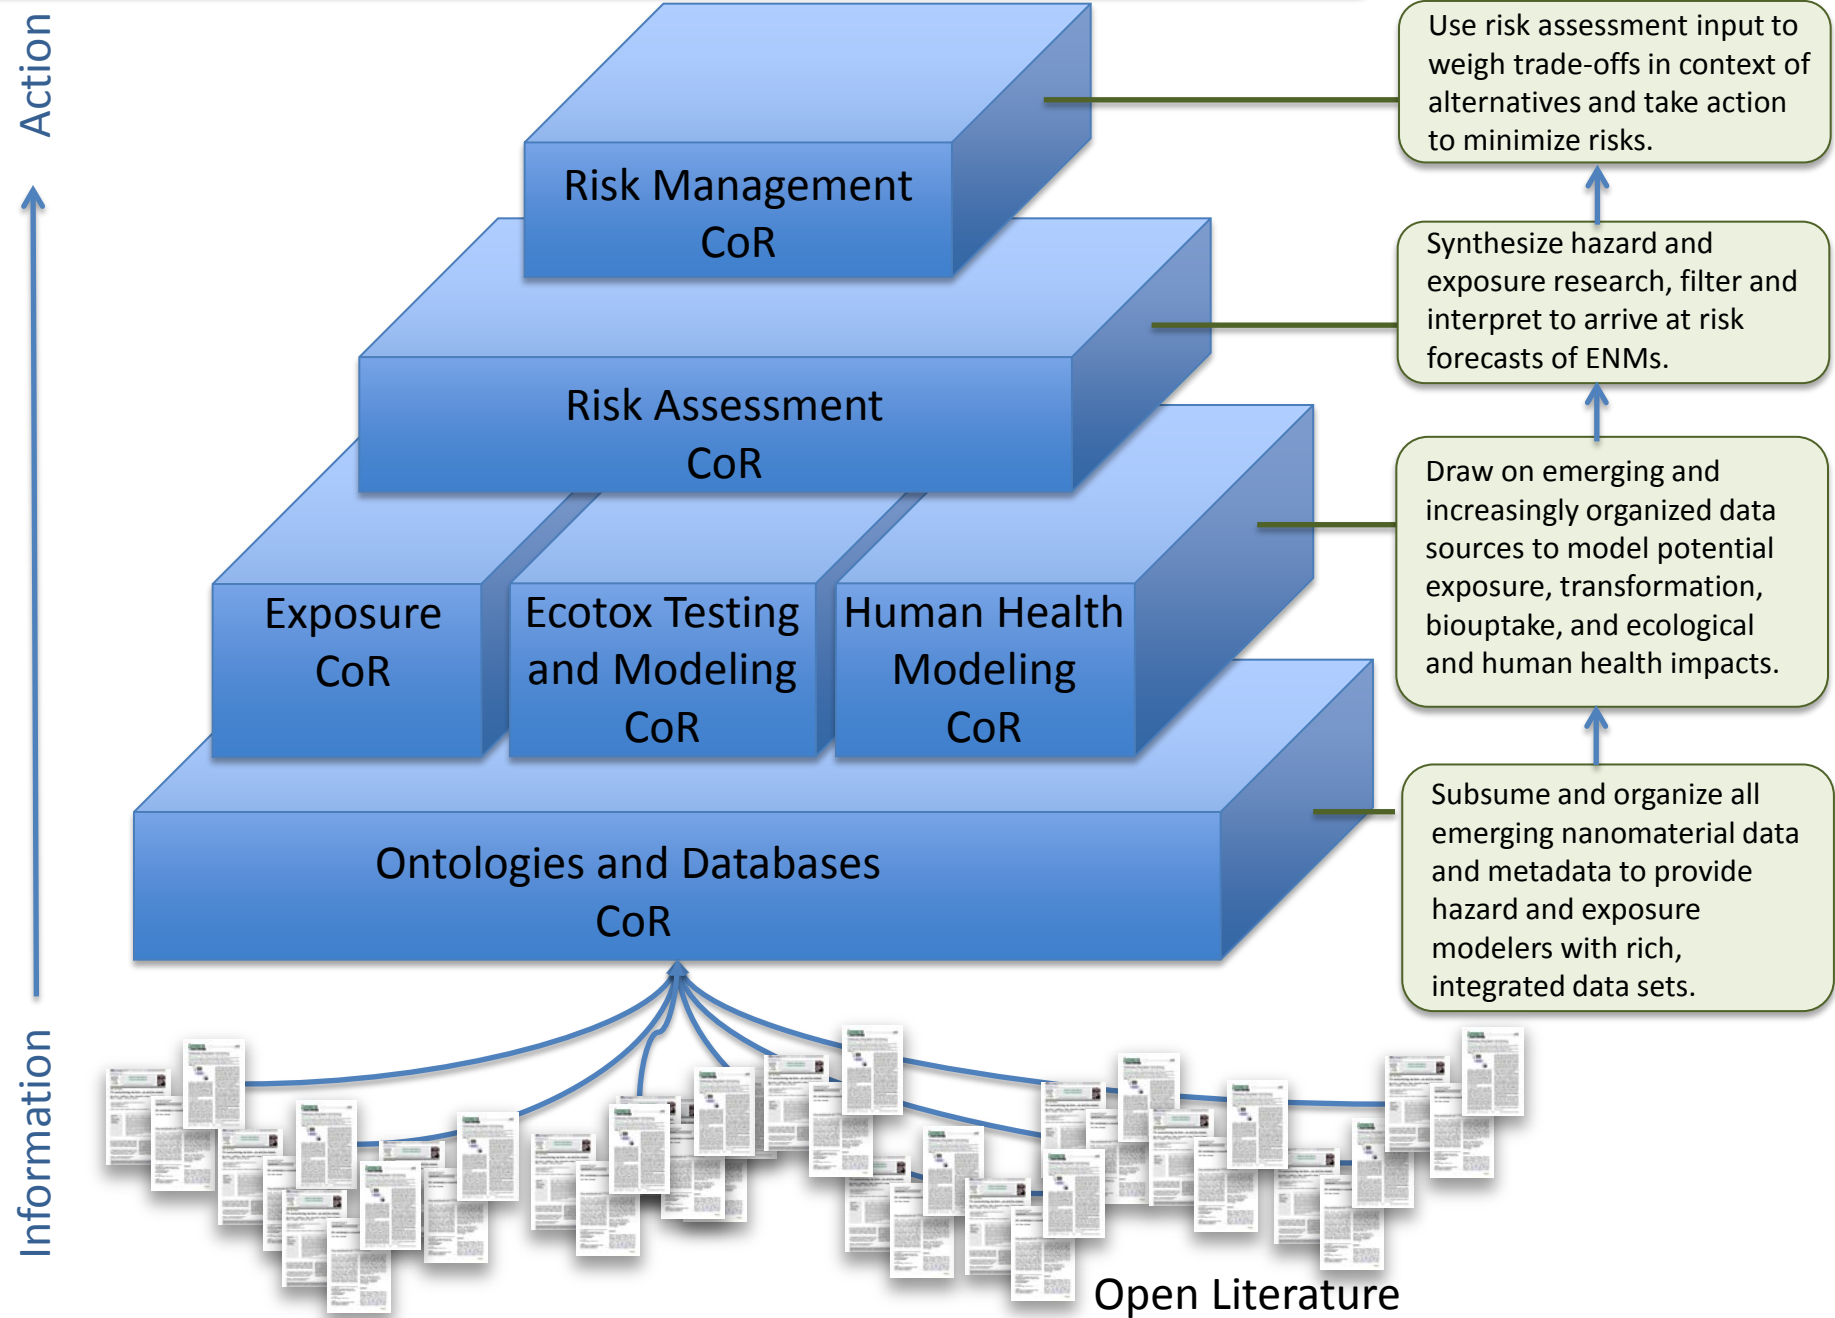 Action
Information
Risk Management
CoR
Risk Assessment
CoR
Exposure
CoR
Ecotox Testing
and Modeling
CoR
Human Health
Modeling
CoR
Ontologies and Databases
CoR
Open Literature
Use risk assessment input to
weigh trade-offs in context of
alternatives and take action
to minimize risks.
Synthesize hazard and
exposure research, filter and
interpret to arrive at risk
forecasts of ENMs.
Draw on emerging and
increasingly organized data
sources to model potential
exposure, transformation,
biouptake, and ecological
and human health impacts.
Subsume and organize all
emerging nanomaterial data
and metadata to provide
hazard and exposure
modelers with rich,
integrated data sets.